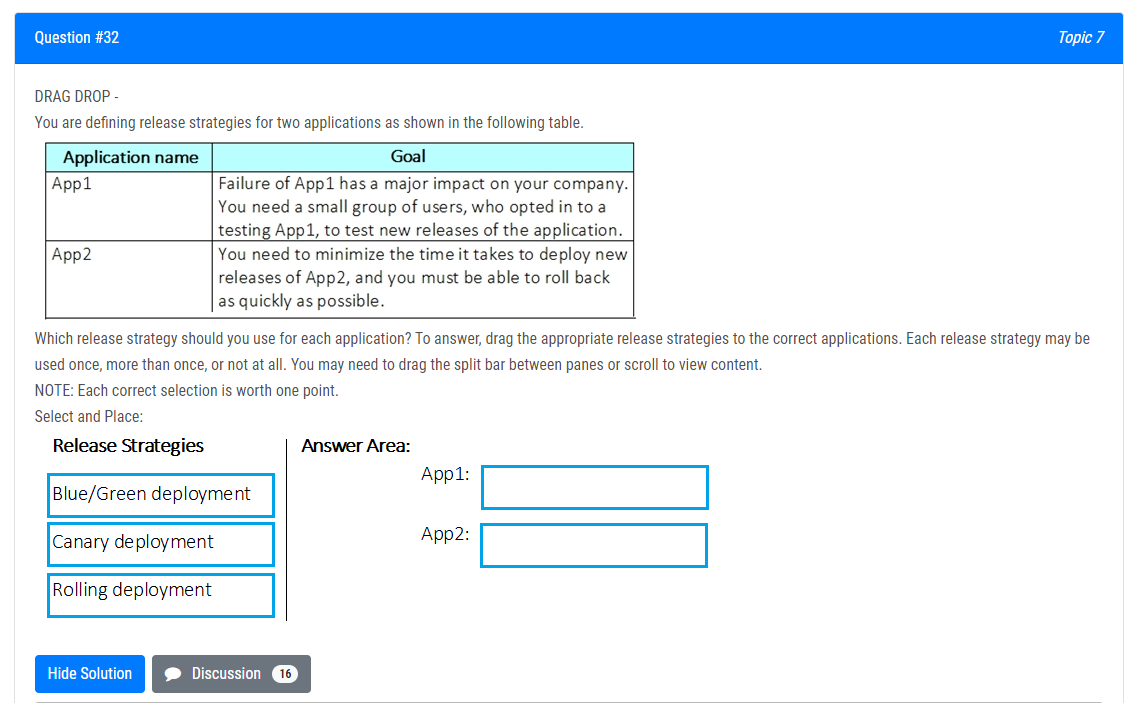 Question #32
Topic 7
DRAG DROP -
You are defining release strategies for two applications as shown in the following table.
Application name
Goal
App1
Failure of App1 has a major impact on your company.
You need a small group of users, who opted in to a
testing App1, to test new releases of the application.
App2
You need to minimize the time it takes to deploy new
releases of App2, and you must be able to roll back
as quickly as possible.
Which release strategy should you use for each application? To answer, drag the appropriate release strategies to the correct applications. Each release strategy may be
used once, more than once, or not at all. You may need to drag the split bar between panes or scroll to view content.
NOTE: Each correct selection is worth one point.
Select and Place:
Release Strategies
Blue/Green deployment
Canary deployment
Rolling deployment
Answer Area:
App1:
App2:
Hide Solution
Discussion 16